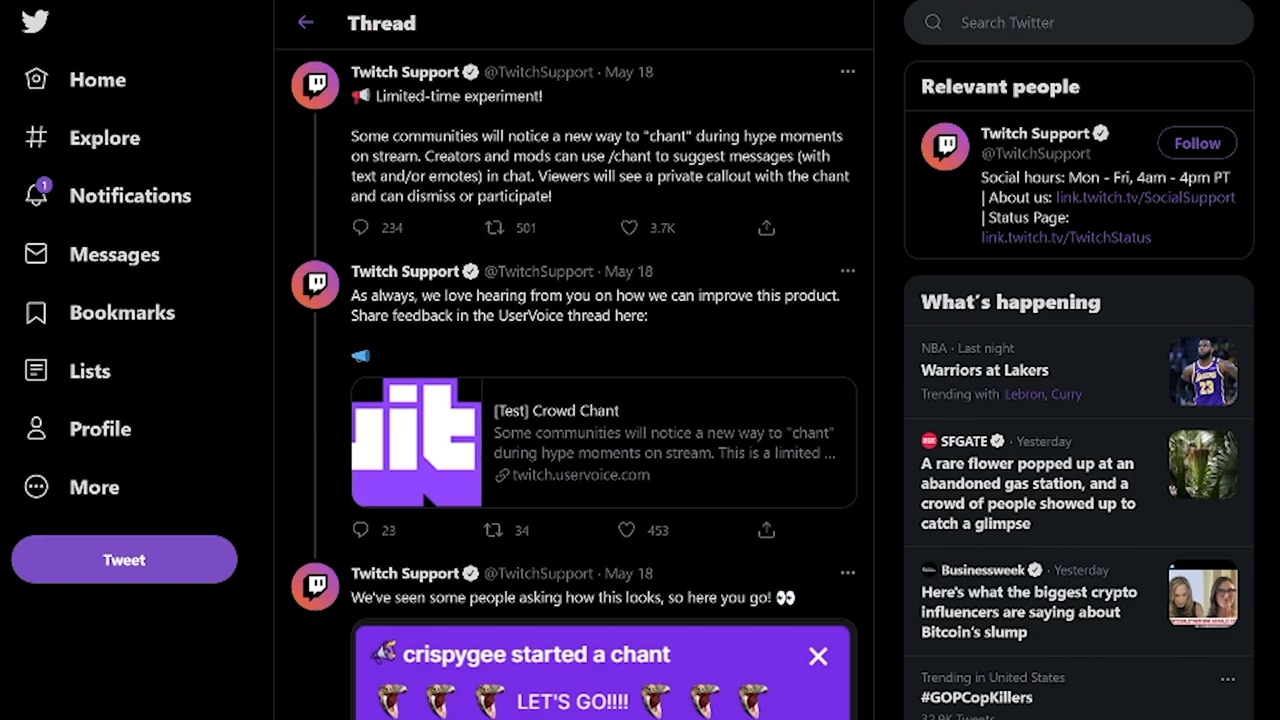 Home
Explore
1
Notifications
Messages
Bookmarks
Lists
Profile
More
Tweet
Thread
Twitch Support @TwitchSupport · May 18
Limited-time experiment!
Some communities will notice a new way to "chant" during hype moments
on stream. Creators and mods can use /chant to suggest messages (with
text and/or emotes) in chat. Viewers will see a private callout with the chant
and can dismiss or participate!
234 501 3.7K
Twitch Support @TwitchSupport · May 18
As always, we love hearing from you on how we can improve this product.
Share feedback in the UserVoice thread here:
[Test] Crowd Chant
Some communities will notice a new way to "chant"
during hype moments on stream. This is a limited ...
twitch.uservoice.com
23 34 453
Twitch Support @TwitchSupport · May 18
We've seen some people asking how this looks, so here you go!
crispygee started a chant
LET'S GO!!!!
Search Twitter
Relevant people
Twitch Support
@TwitchSupport
Follow
Social hours: Mon - Fri, 4am - 4pm PT
| About us: link.twitch.tv/SocialSupport
| Status Page:
link.twitch.tv/TwitchStatus
What's happening
NBA · Last night
Warriors at Lakers
Trending with Lebron, Curry
23
SFGATE · Yesterday
A rare flower popped up at an
abandoned gas station, and a
crowd of people showed up to
catch a glimpse
Businessweek · Yesterday
Here's what the biggest crypto
influencers are saying about
Bitcoin's slump
Trending in United States
#GOPCopKillers
32.9K Tweets